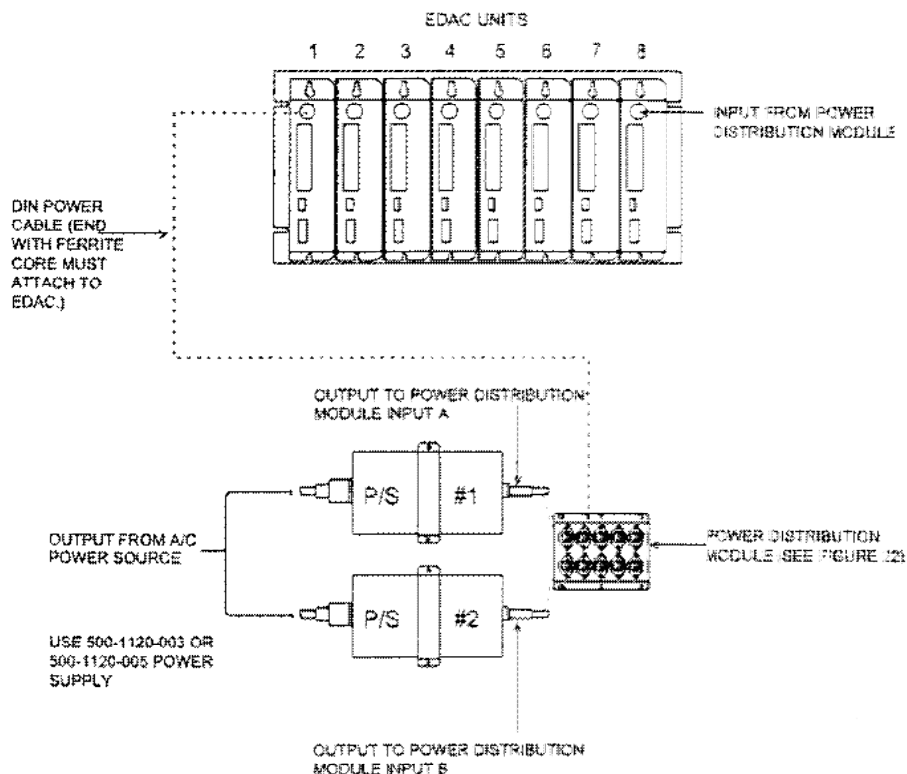 EDAC UNITS
1 2 3 4 5 6 7 8
INPUT FROM POWER
DISTRIBUTION MODULE
DIN POWER
CABLE (END
WITH FERRITE
CORE MUST
ATTACH TO
EDAC.)
OUTPUT TO POWER DISTRIBUTION
MODULE INPUT A
P/S #1
OUTPUT FROM A/C
POWER SOURCE
POWER DISTRIBUTION
MODULE (SEE FIGURE
P/S #2
USE 500-1120-003 OR
500-1120-005 POWER
SUPPLY
OUTPUT TO POWER DISTRIBUTION
MODULE INPUT B